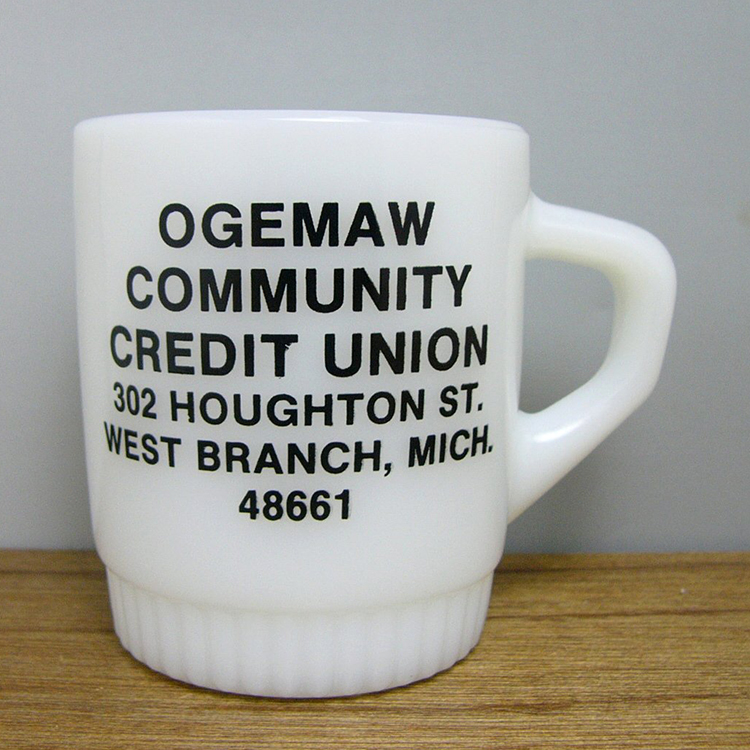 OGEMAW
COMMUNITY
CREDIT UNION
302 HOUGHTON ST.
WEST BRANCH, MICH.
48661